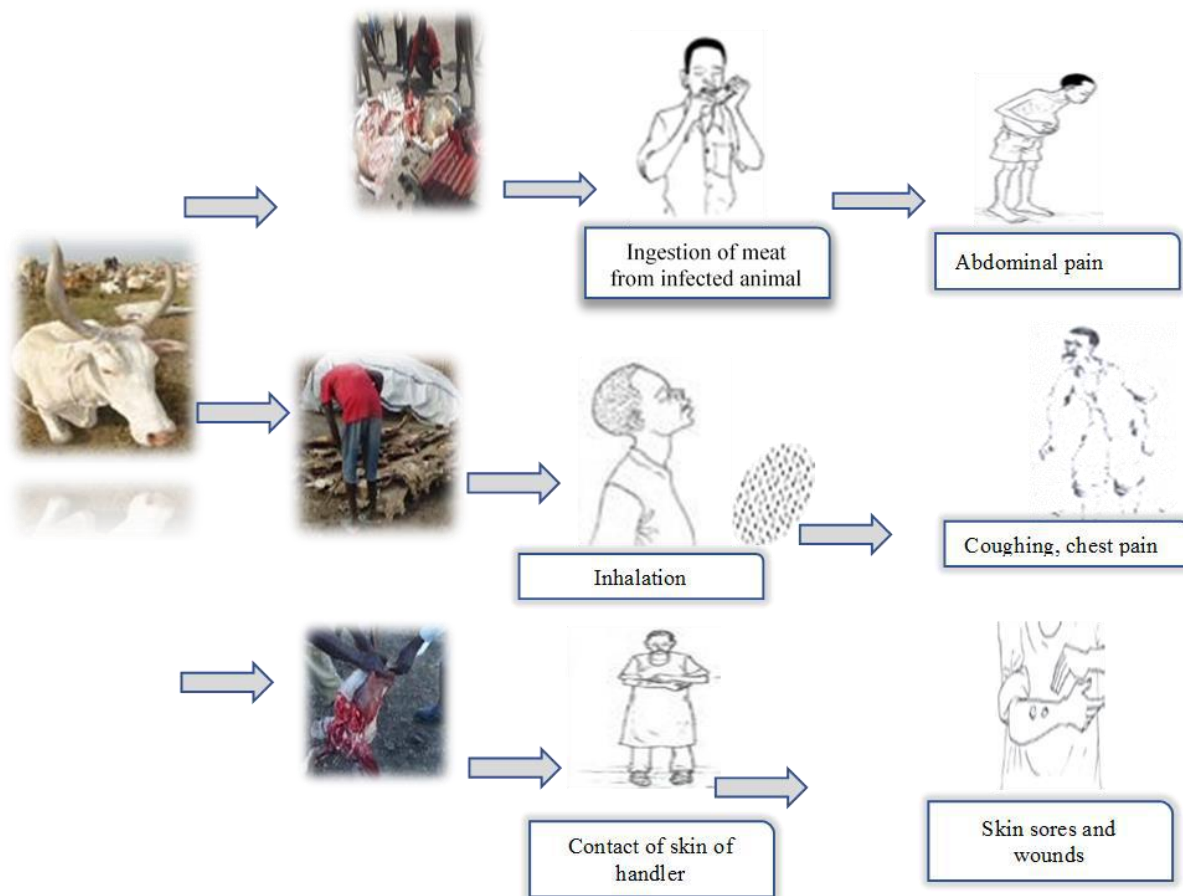 Ingestion of meat
from infected animal
Abdominal pain
Inhalation
Coughing, chest pain
Contact of skin of
handler
Skin sores and
wounds